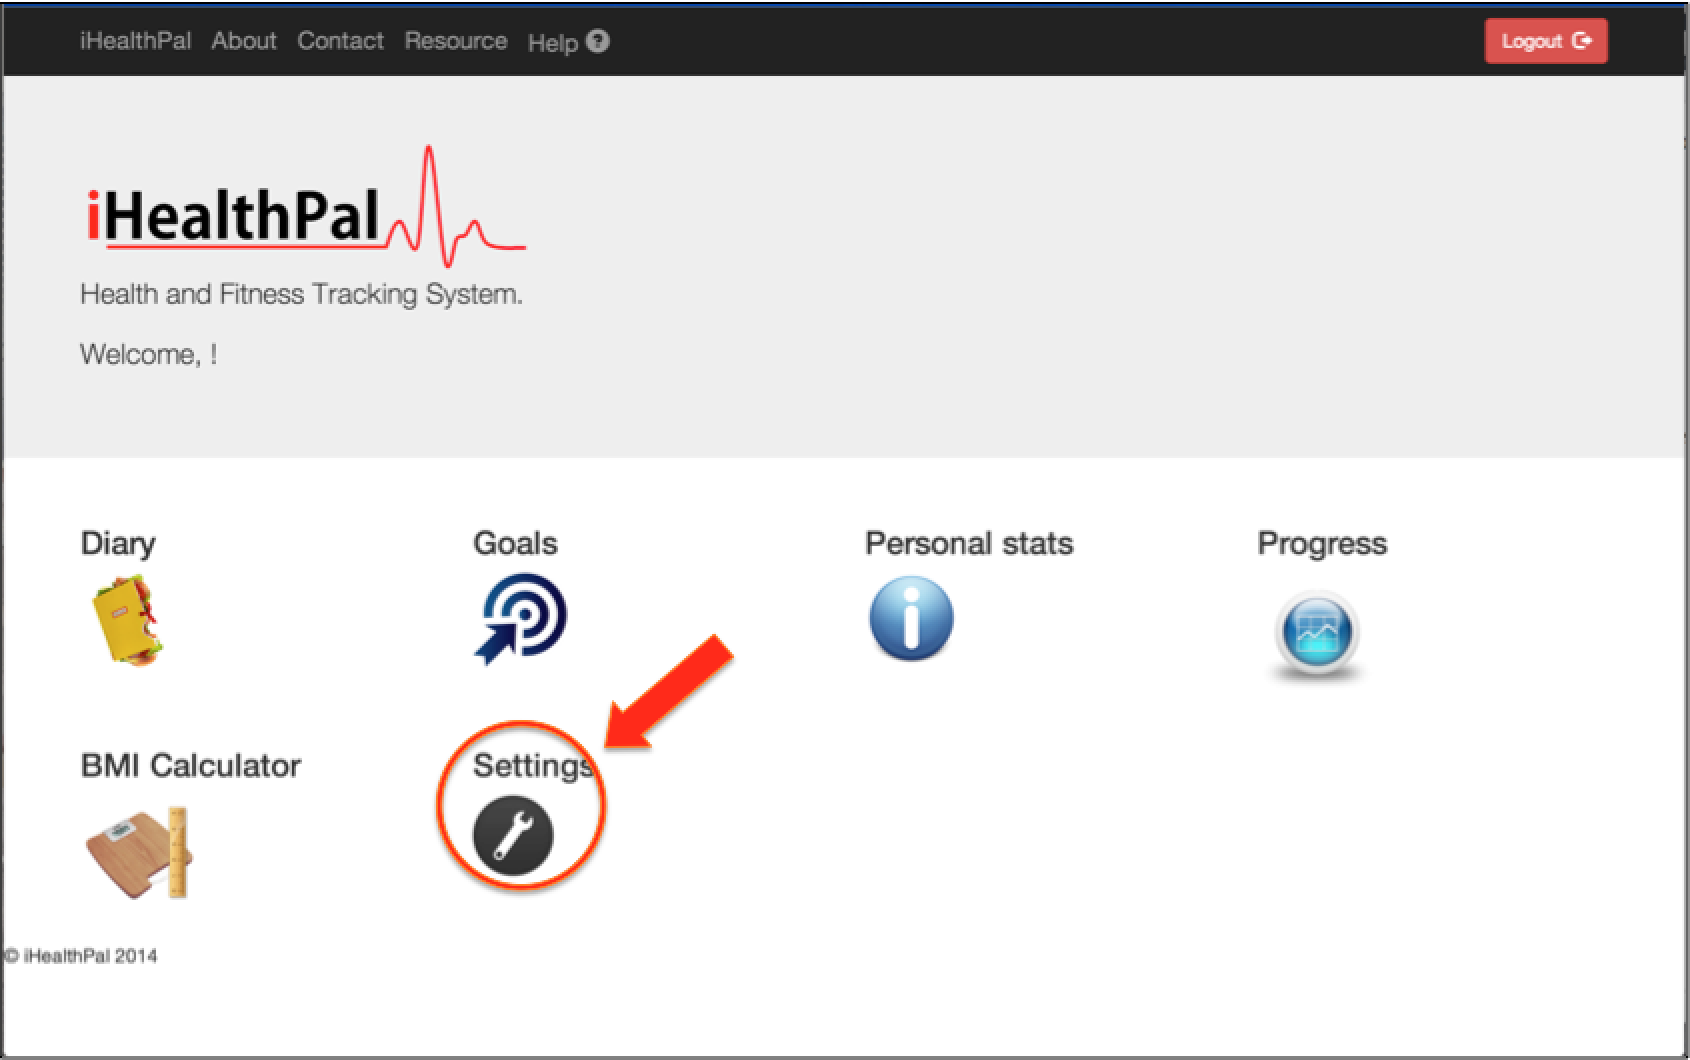 iHealthPal About Contact Resource Help ? Logout
iHealthPal
Health and Fitness Tracking System.
Welcome, !
Diary Goals Personal stats Progress
BMI Calculator Settings
© iHealthPal 2014